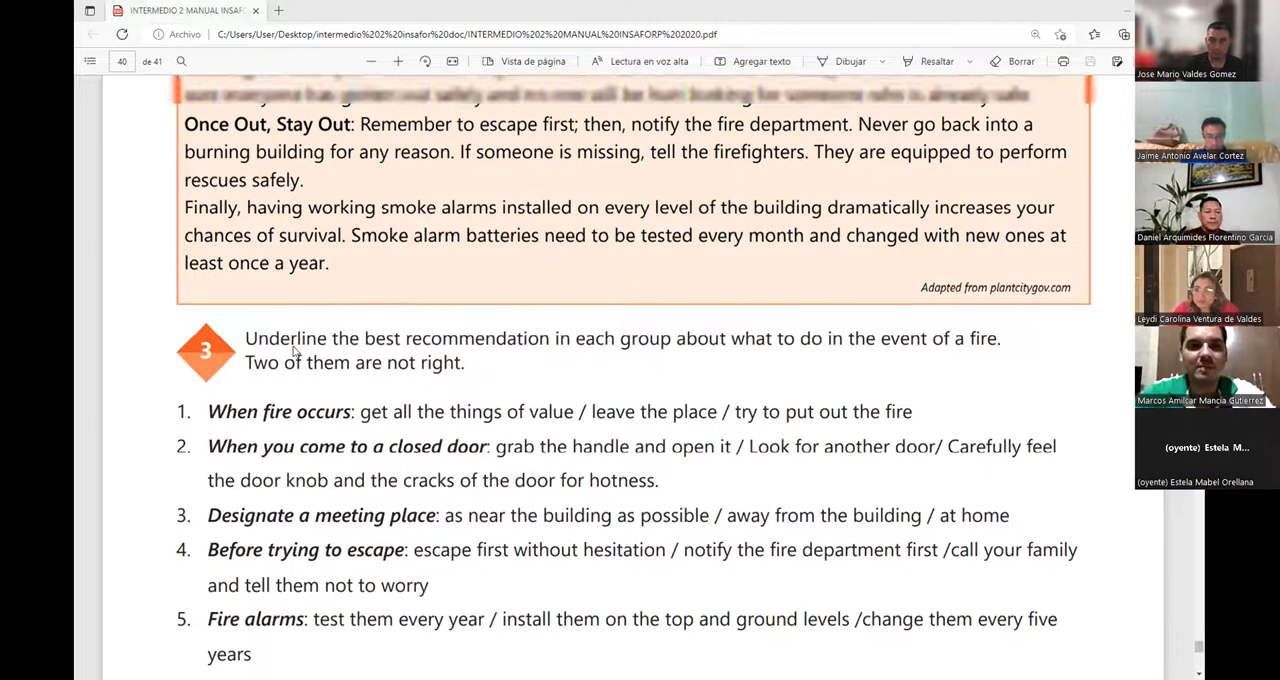 INTERMEDIO 2 MANUAL INSAF
Archivo
C:/Users/User/Desktop/intermedio%202%20insafor%20doc/INTERMEDIO%202%20MANUAL%20INSAFORP%202020.pdf
40 de 41
Vista de página
Lectura en voz alta
Agregar texto
Dibujar
Resaltar
Borrar
Once Out, Stay Out: Remember to escape first; then, notify the fire department. Never go back into a
burning building for any reason. If someone is missing, tell the firefighters. They are equipped to perform
rescues safely.
Finally, having working smoke alarms installed on every level of the building dramatically increases your
chances of survival. Smoke alarm batteries need to be tested every month and changed with new ones at
least once a year.
Adapted from plantcitygov.com
3
Underline the best recommendation in each group about what to do in the event of a fire.
Two of them are not right.
1. When fire occurs: get all the things of value / leave the place / try to put out the fire
2. When you come to a closed door: grab the handle and open it / Look for another door/ Carefully feel
the door knob and the cracks of the door for hotness.
3. Designate a meeting place: as near the building as possible / away from the building / at home
4. Before trying to escape: escape first without hesitation / notify the fire department first /call your family
and tell them not to worry
5. Fire alarms: test them every year / install them on the top and ground levels /change them every five
years
Jose Mario Valdes Gomez
Jaime Antonio Avelar Cortez
Daniel Arquimides Florentino Garcia
Leydi Carolina Ventura de Valdes
Marcos Amilcar Mancia Gutierrez
(oyente) Estela M...
(oyente) Estela Mabel Orellana